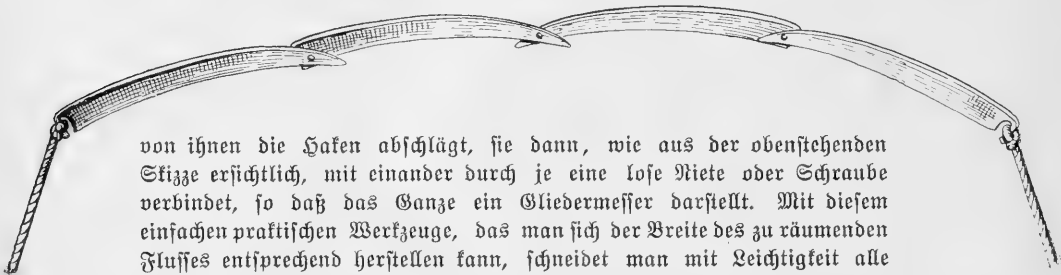 von ihnen die Haken abschlägt, sie dann, wie aus der obenstehenden
Skizze ersichtlich, mit einander durch je eine lose Niete oder Schraube
verbindet, so daß das Ganze ein Gliedermesser darstellt. Mit diesem
einfachen praktischen Werkzeuge, das man sich der Breite des zu räumenden
Flusses entsprechend herstellen kann, schneidet man mit Leichtigkeit alle